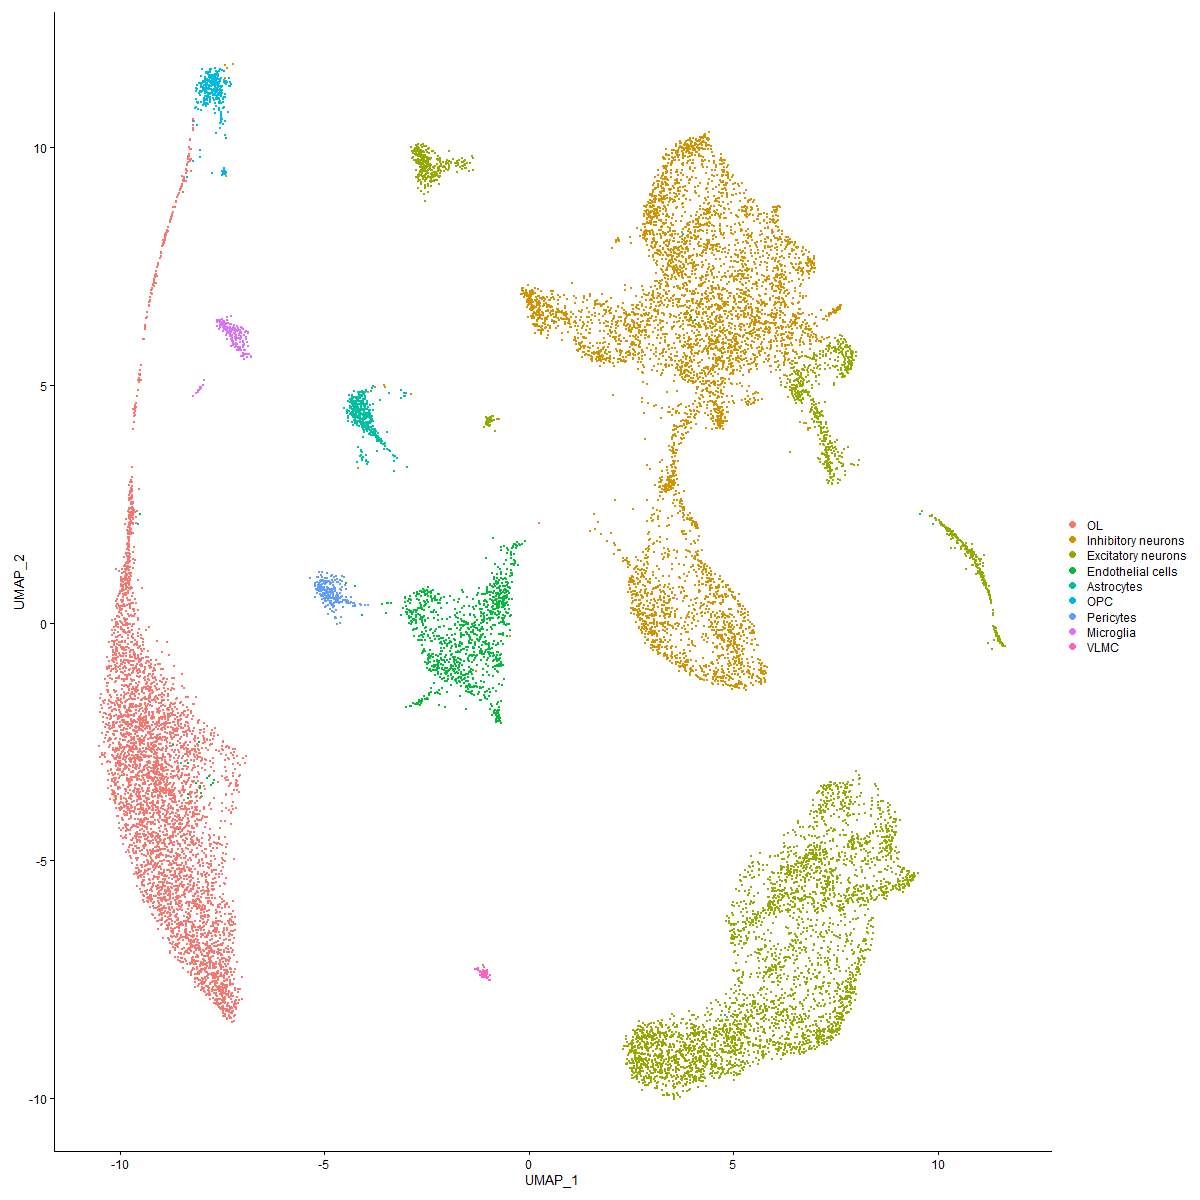 10
5
0
-5
-10
UMAP_2
-10
-5
0
5
10
UMAP_1
OL
Inhibitory neurons
Excitatory neurons
Endothelial cells
Astrocytes
OPC
Pericytes
Microglia
VLMC